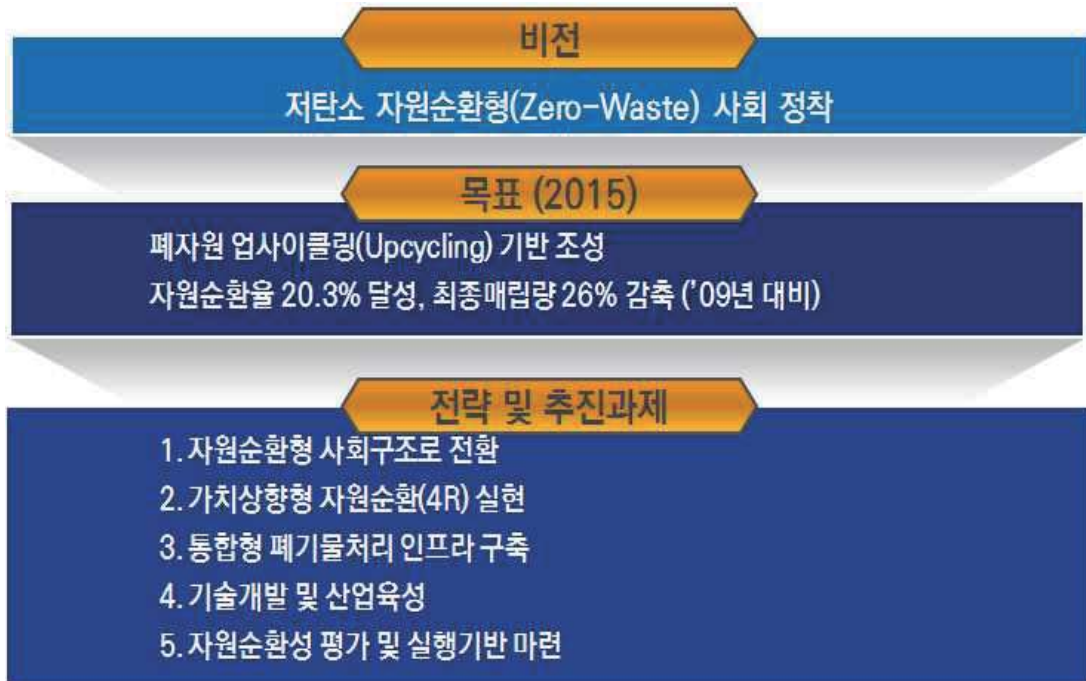 비전
저탄소 자원순환형(Zero-Waste) 사회 정착
목표 (2015)
폐자원 업사이클링(Upcycling) 기반 조성
자원순환율 20.3% 달성, 최종매립량 26% 감축 ('09년 대비)
전략 및 추진과제
1. 자원순환형 사회구조로 전환
2. 가치상향형 자원순환(4R) 실현
3. 통합형 폐기물처리 인프라 구축
4. 기술개발 및 산업육성
5. 자원순환성 평가 및 실행기반 마련